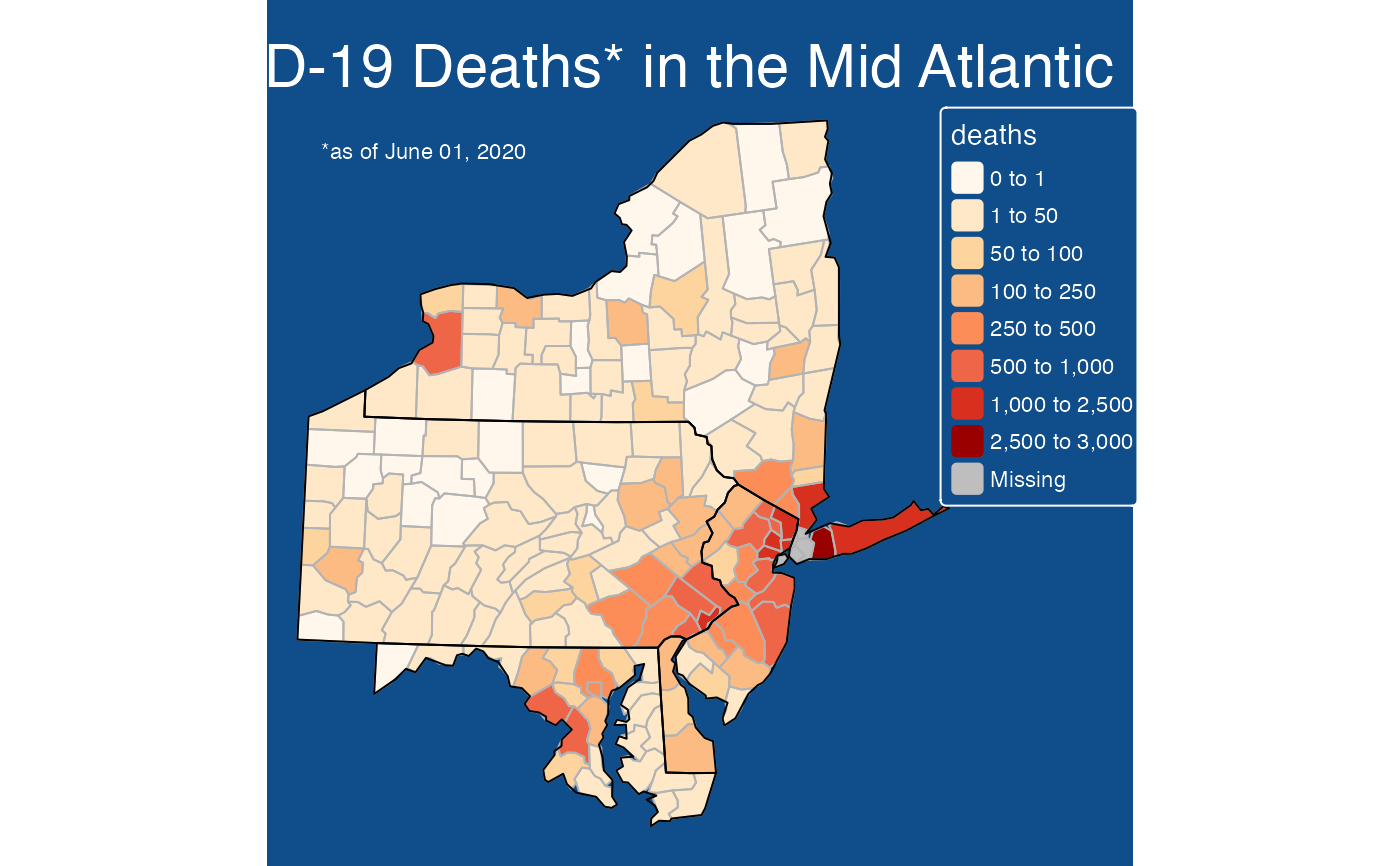 D-19 Deaths* in the Mid Atlantic
*as of June 01, 2020
deaths
0 to 1
1 to 50
50 to 100
100 to 250
250 to 500
500 to 1,000
1,000 to 2,500
2,500 to 3,000
Missing